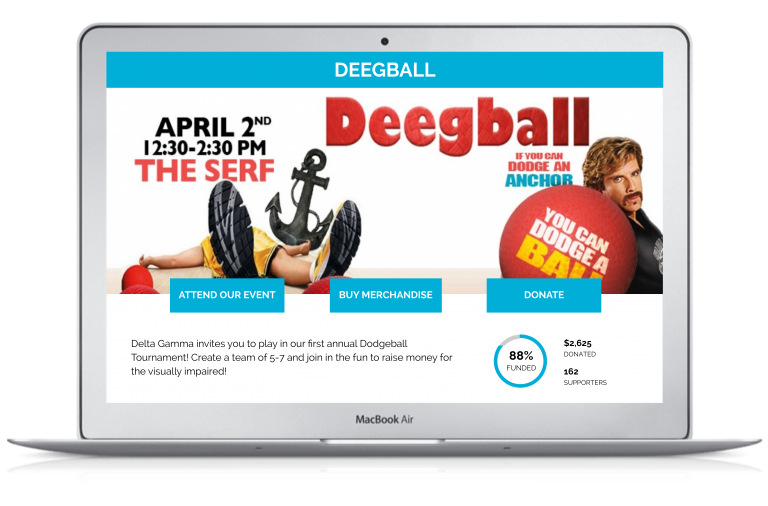 DEEGBALL
APRIL 2ND
12:30-2:30 PM
THE SERF
Deegball
IF YOU CAN
DODGE AN
ANCHOR
YOU CAN
DODGE A
BALL
ATTEND OUR EVENT
BUY MERCHANDISE
DONATE
Delta Gamma invites you to play in our first annual Dodgeball
Tournament! Create a team of 5-7 and join in the fun to raise money for
the visually impaired!
88%
FUNDED
$2,625
DONATED
162
SUPPORTERS
MacBook Air